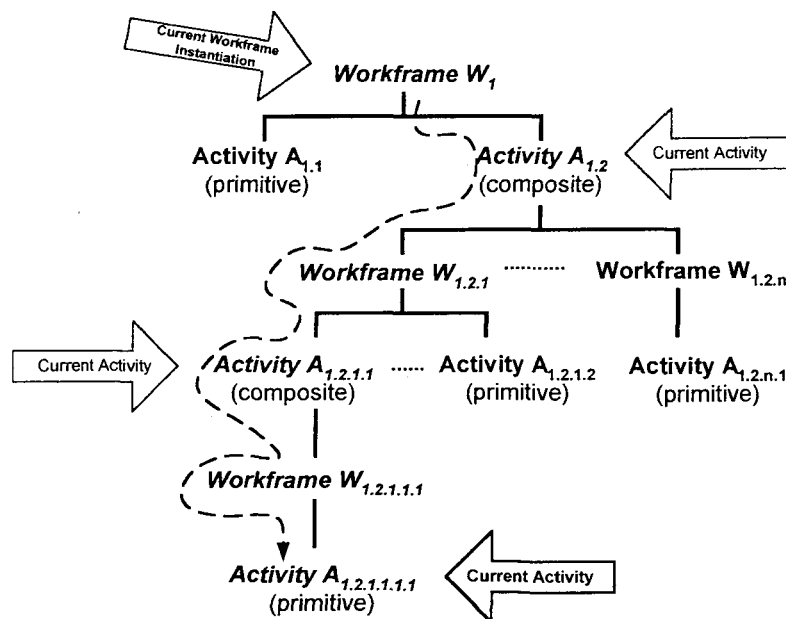 Current Workframe
Instantiation
Workframe W1
Activity A1.1
(primitive)
Activity A1.2
(composite)
Current Activity
Workframe W1.2.1
Workframe W1.2.n
Current Activity
Activity A1.2.1.1
(composite)
Activity A1.2.1.2
(primitive)
Activity A1.2.n.1
(primitive)
Workframe W1.2.1.1.1
Activity A1.2.1.1.1.1
(primitive)
Current Activity